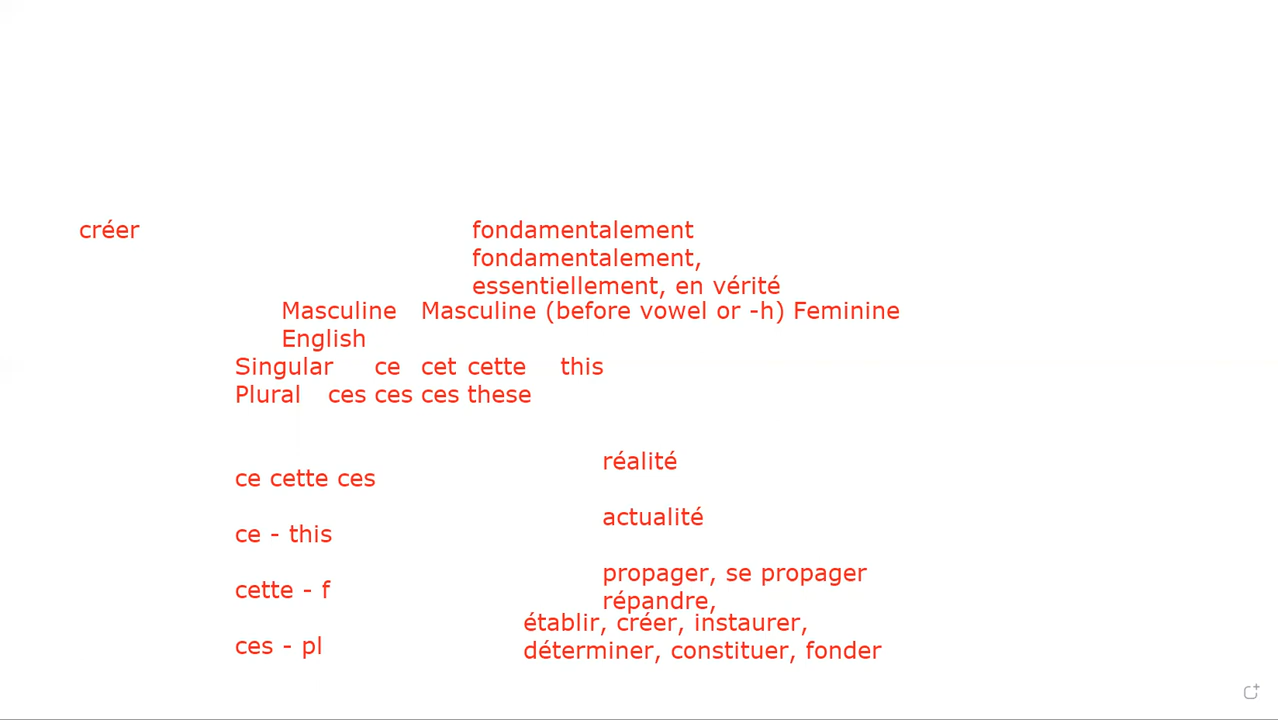 créer
fondamentalement
fondamentalement,
essentiellement, en vérité
Masculine Masculine (before vowel or -h) Feminine
English
Singular ce cet cette this
Plural ces ces ces these
ce cette ces
ce - this
cette - f
ces - pl
réalité
actualité
propager, se propager
répandre,
établir, créer, instaurer,
déterminer, constituer, fonder